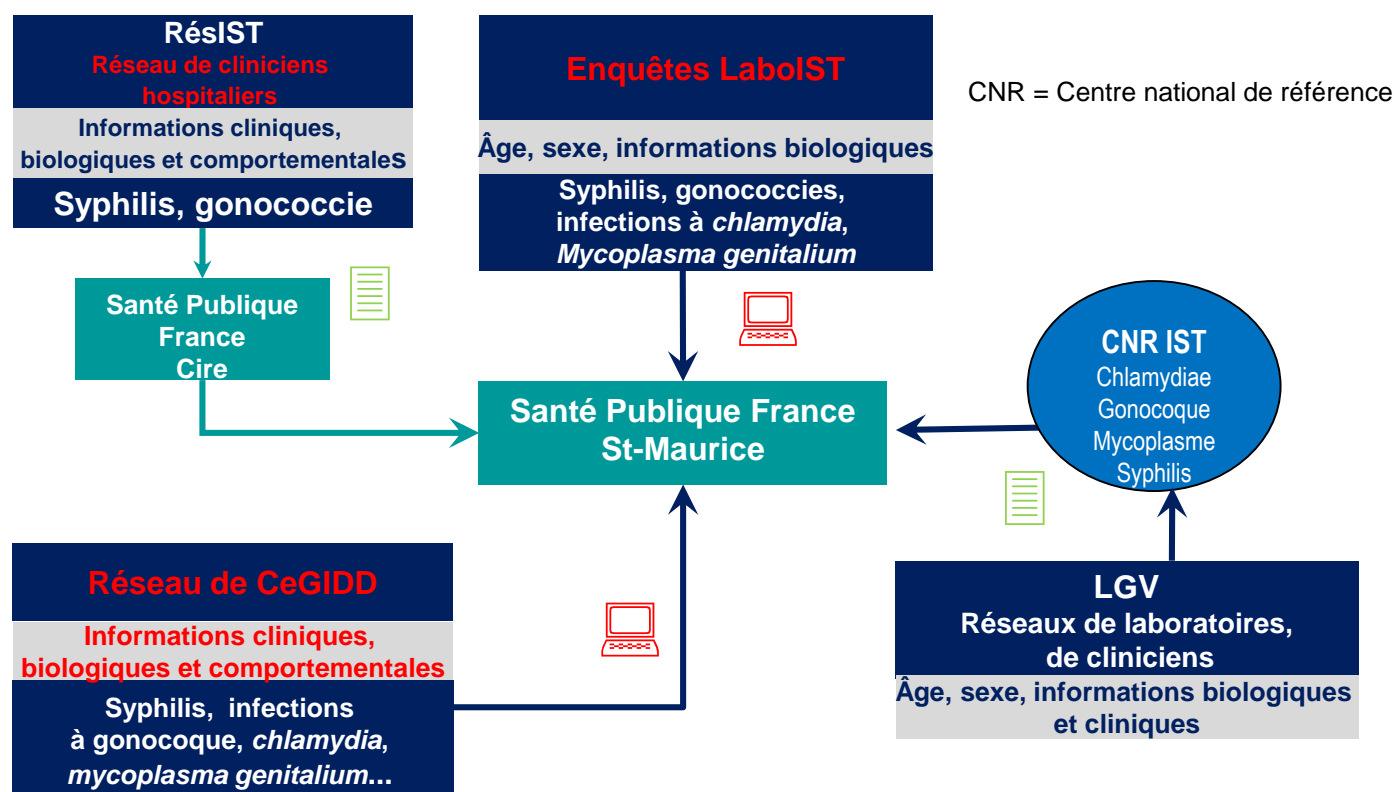 RésIST
Réseau de cliniciens
hospitaliers
Informations cliniques,
biologiques et comportementales
Syphilis, gonococcie
Enquêtes LaboIST
Âge, sexe, informations biologiques
Syphilis, gonococcies,
infections à chlamydia,
Mycoplasma genitalium
CNR = Centre national de référence
Santé Publique
France
Cire
Santé Publique France
St-Maurice
CNR IST
Chlamydiae
Gonocoque
Mycoplasme
Syphilis
Réseau de CeGIDD
Informations cliniques,
biologiques et comportementales
Syphilis, infections
à gonocoque, chlamydia,
mycoplasma genitalium...
LGV
Réseaux de laboratoires,
de cliniciens
Âge, sexe, informations biologiques
et cliniques